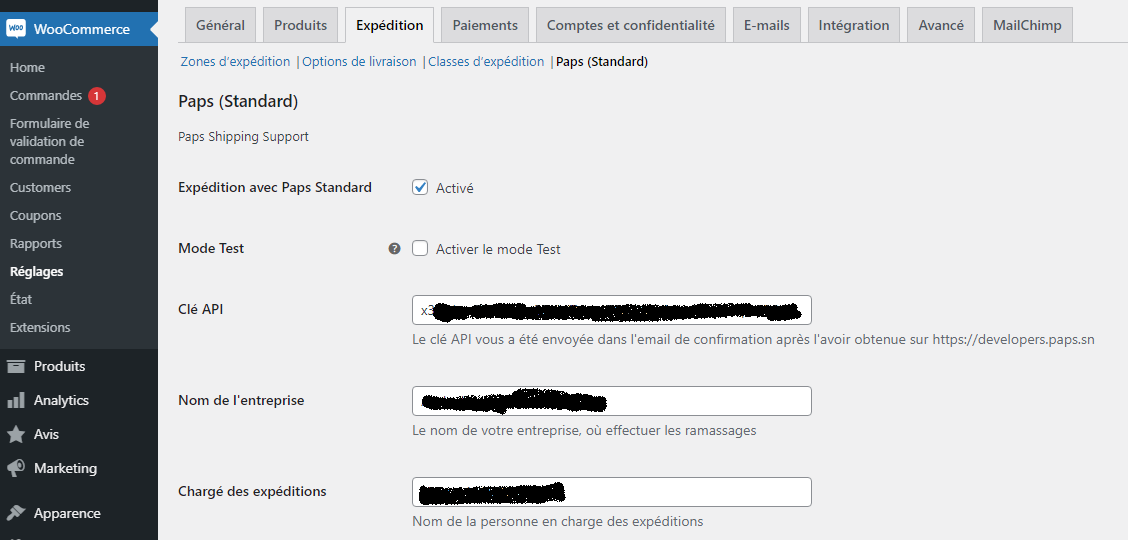 WooCommerce
Home
Commandes 1
Formulaire de
validation de
commande
Customers
Coupons
Rapports
Réglages
État
Extensions
Produits
Analytics
Avis
Marketing
Apparence
Général Produits Expédition Paiements Comptes et confidentialité E-mails Intégration Avancé MailChimp
Zones d'expédition | Options de livraison | Classes d'expédition | Paps (Standard)
Paps (Standard)
Paps Shipping Support
Expédition avec Paps Standard Activé
Mode Test ? Activer le mode Test
Clé API x3
Le clé API vous a été envoyée dans l'email de confirmation après l'avoir obtenue sur https://developers.paps.sn
Nom de l'entreprise
Le nom de votre entreprise, où effectuer les ramassages
Chargé des expéditions
Nom de la personne en charge des expéditions